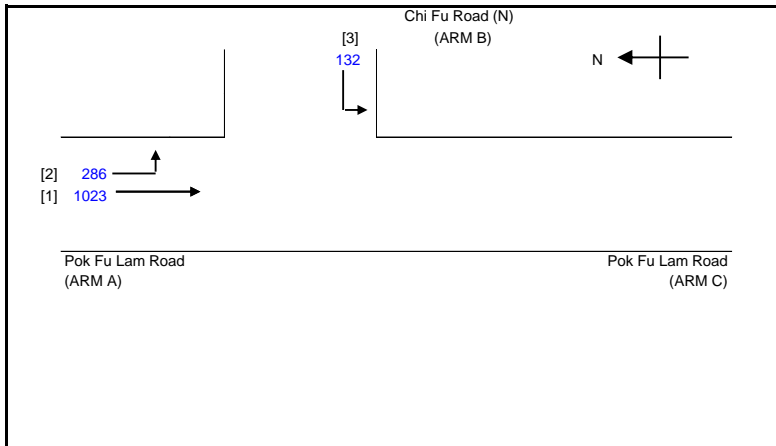 Chi Fu Road (N)
[3] (ARM B)
132
N
[2] 286
[1] 1023
Pok Fu Lam Road
(ARM A)
Pok Fu Lam Road
(ARM C)